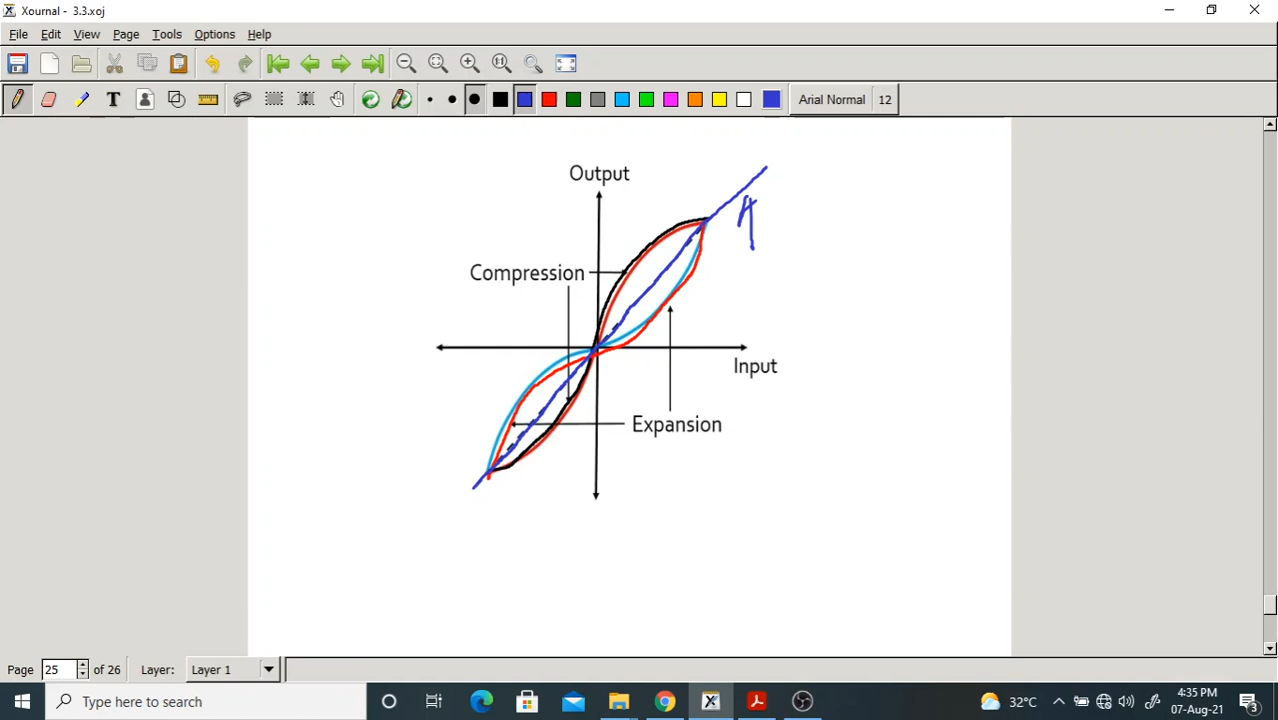 Xournal - 3.3.xoj
File Edit View Page Tools Options Help
Arial Normal 12
Output
Compression
Input
Expansion
Page 25 of 26 Layer: Layer 1
Type here to search
32°C
4:35 PM
07-Aug-21
3